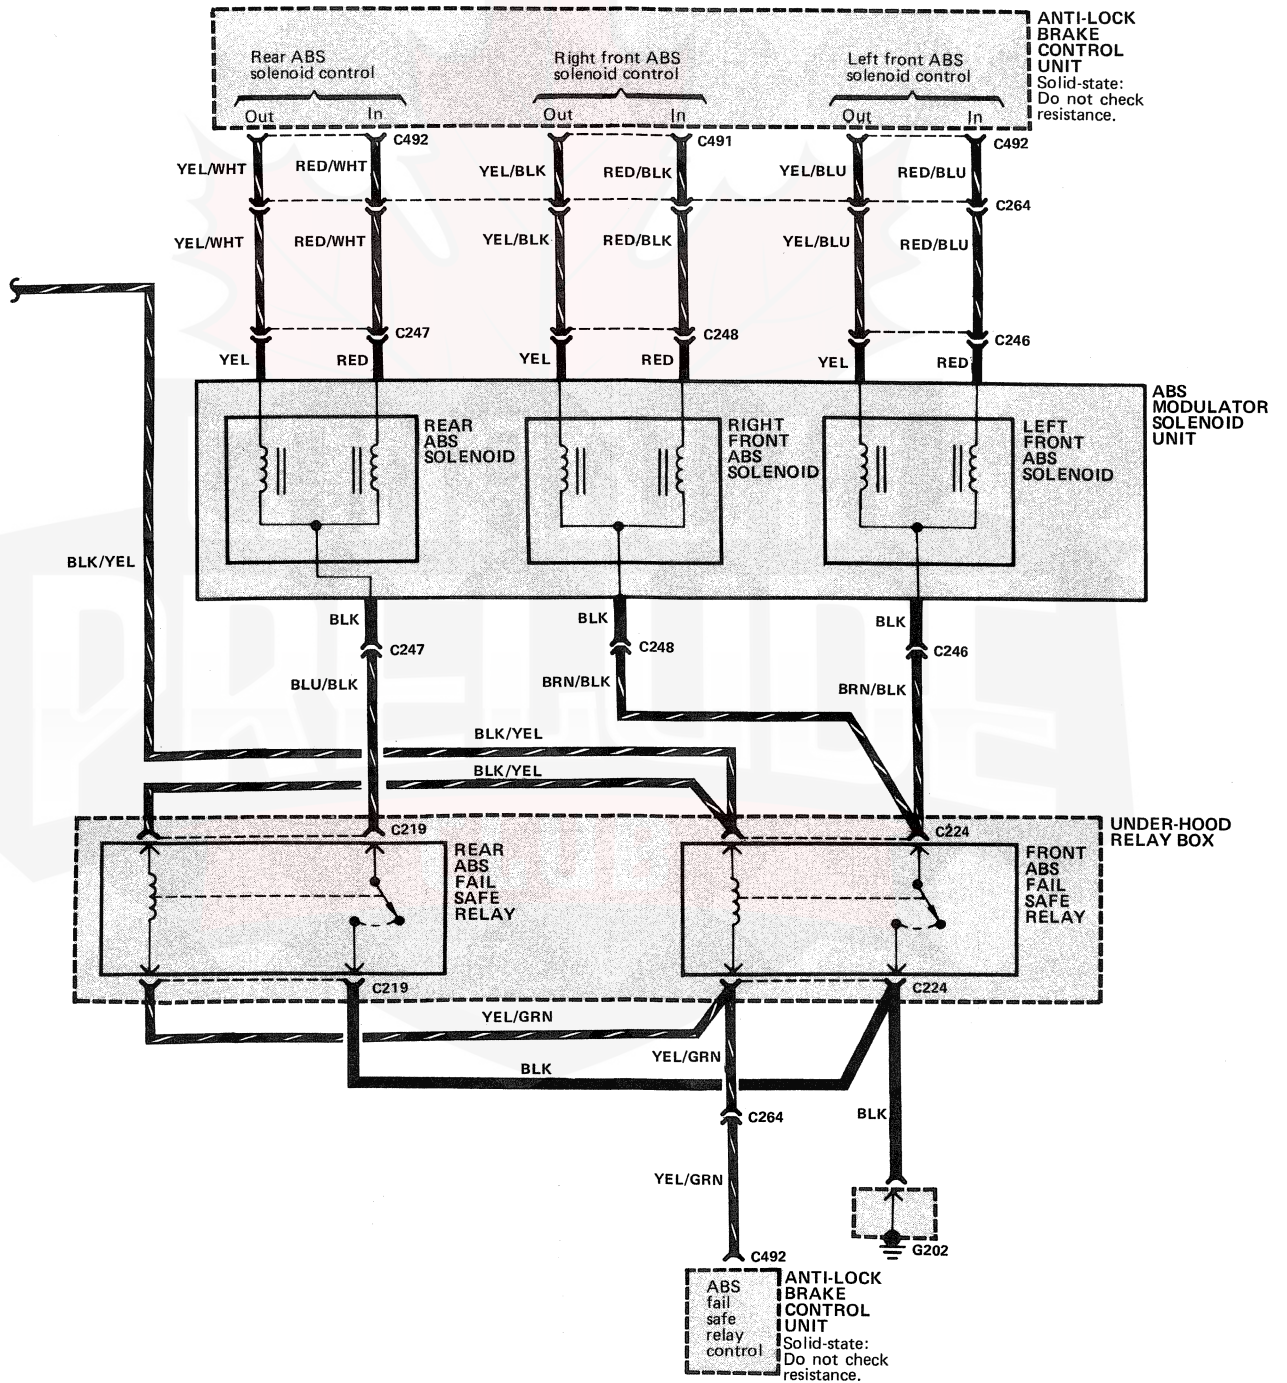 ANTI-LOCK
BRAKE
CONTROL
UNIT
Solid-state:
Do not check
resistance.
Rear ABS
solenoid control
Right front ABS
solenoid control
Left front ABS
solenoid control
Out
In
Out
In
Out
In
C492
C491
C492
YEL/WHT
RED/WHT
YEL/BLK
RED/BLK
YEL/BLU
RED/BLU
C264
YEL/WHT
RED/WHT
YEL/BLK
RED/BLK
YEL/BLU
RED/BLU
C247
C248
C246
YEL
RED
YEL
RED
YEL
RED
ABS
MODULATOR
SOLENOID
UNIT
REAR
ABS
SOLENOID
RIGHT
FRONT
ABS
SOLENOID
LEFT
FRONT
ABS
SOLENOID
BLK/YEL
BLK
BLK
BLK
C247
C248
C246
BLU/BLK
BRN/BLK
BRN/BLK
BLK/YEL
BLK/YEL
PRELUDE
C219
C224
UNDER-HOOD
RELAY BOX
REAR
ABS
FAIL
SAFE
RELAY
FRONT
ABS
FAIL
SAFE
RELAY
C219
C224
YEL/GRN
YEL/GRN
BLK
C264
BLK
YEL/GRN
G202
C492
ABS
fail
safe
relay
control
ANTI-LOCK
BRAKE
CONTROL
UNIT
Solid-state:
Do not check
resistance.